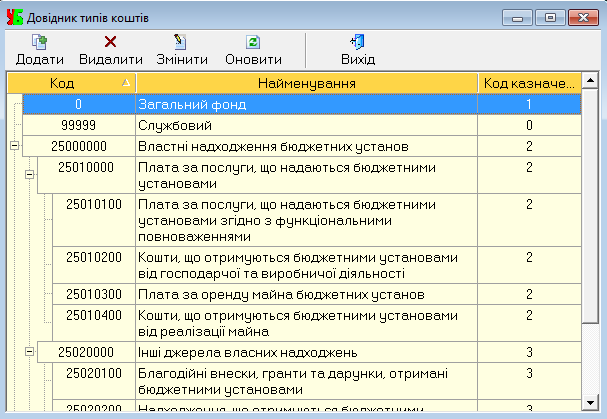 УБ Довідник типів коштів
Додати Видалити Змінити Оновити Вихід
Код Найменування Код казначе...
0 Загальний фонд 1
99999 Службовий 0
25000000 Властні надходження бюджетних установ 2
25010000 Плата за послуги, що надаються бюджетними 2
установами
25010100 Плата за послуги, що надаються бюджетними 2
установами згідно з функціональними
повноваженнями
25010200 Кошти, що отримуються бюджетними установами 2
від господарчої та виробничої діяльності
25010300 Плата за оренду майна бюджетних установ 2
25010400 Кошти, що отримуються бюджетними установами 2
від реалізації майна
25020000 Інші джерела власних надходжень 3
25020100 Благодійні внески, гранти та дарунки, отримані 3
бюджетними установами
25020200 Надходження, що отримуються бюджетними 3